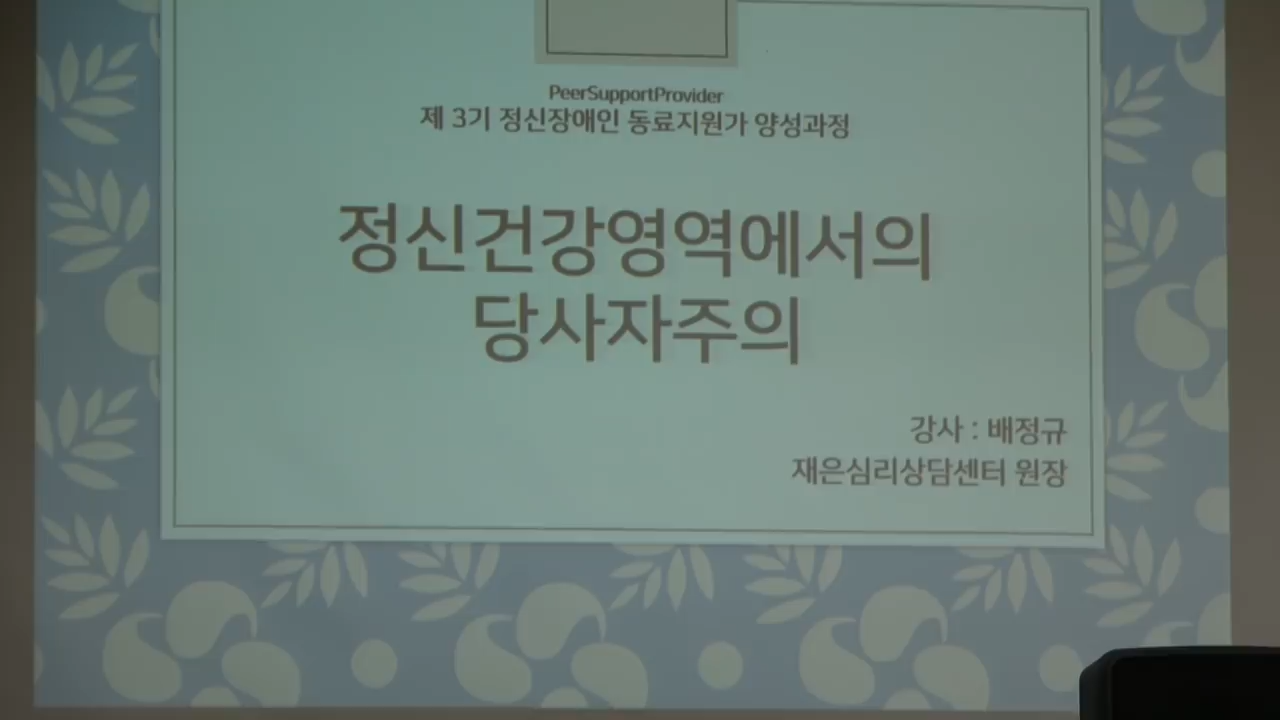 PeerSupportProvider
제 3기 정신장애인 동료지원가 양성과정
정신건강영역에서의
당사자주의
강사 : 배정규
재은심리상담센터 원장